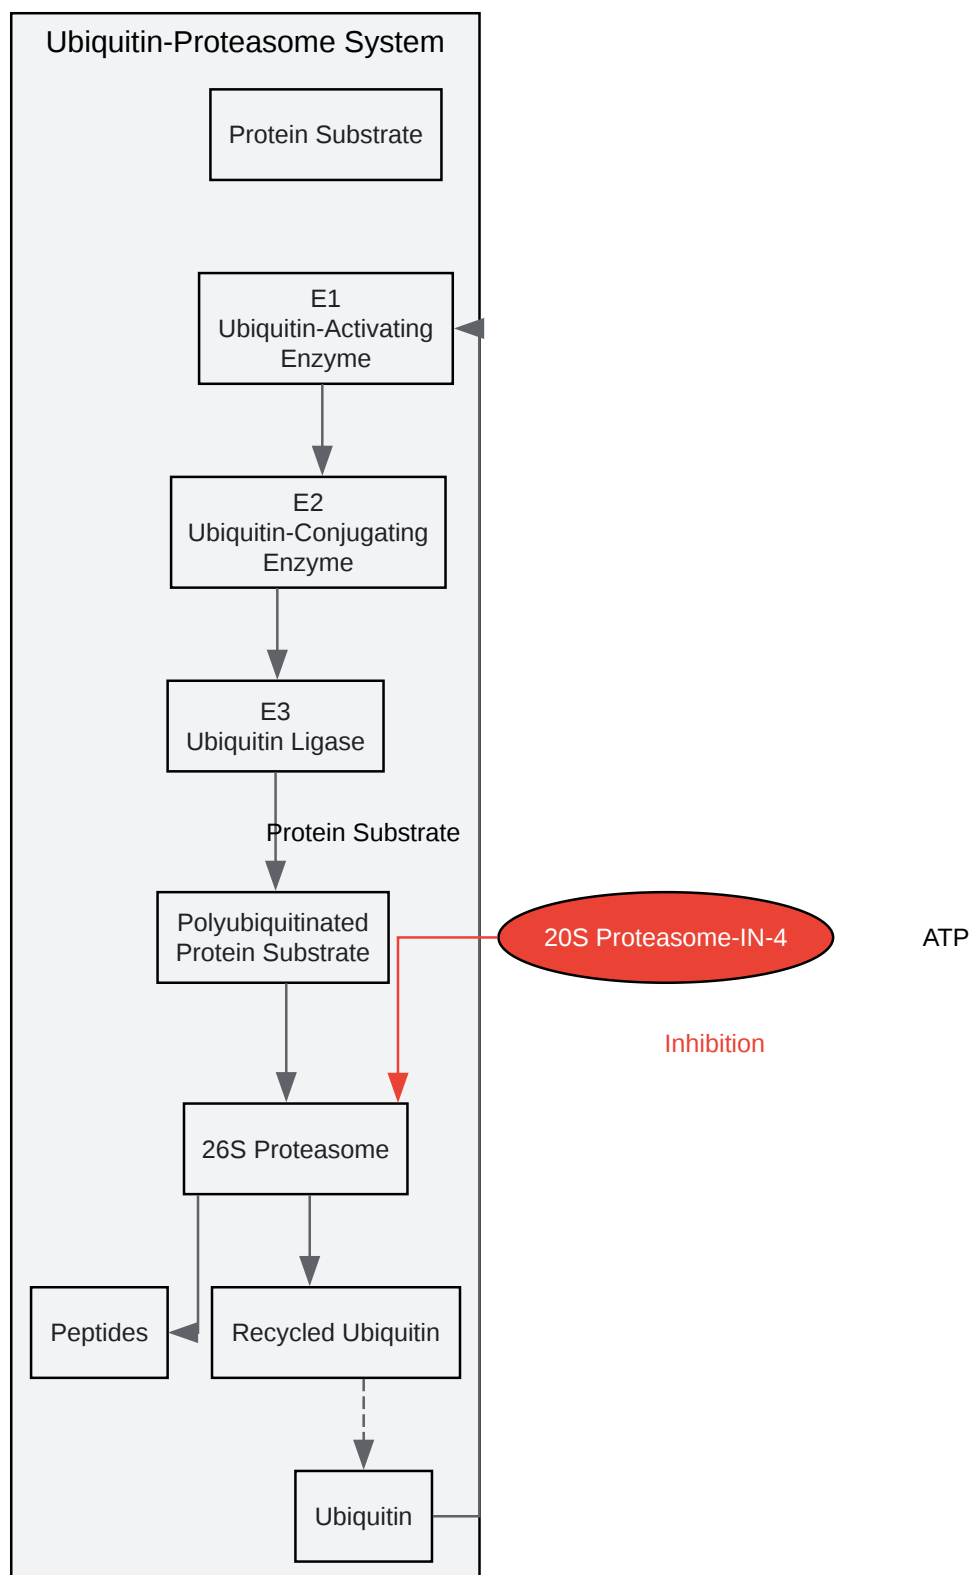 Ubiquitin-Proteasome System
Protein Substrate
E1
Ubiquitin-Activating
Enzyme
E2
Ubiquitin-Conjugating
Enzyme
E3
Ubiquitin Ligase
Protein Substrate
Polyubiquitinated
Protein Substrate
20S Proteasome-IN-4
ATP
Inhibition
26S Proteasome
Peptides
Recycled Ubiquitin
Ubiquitin